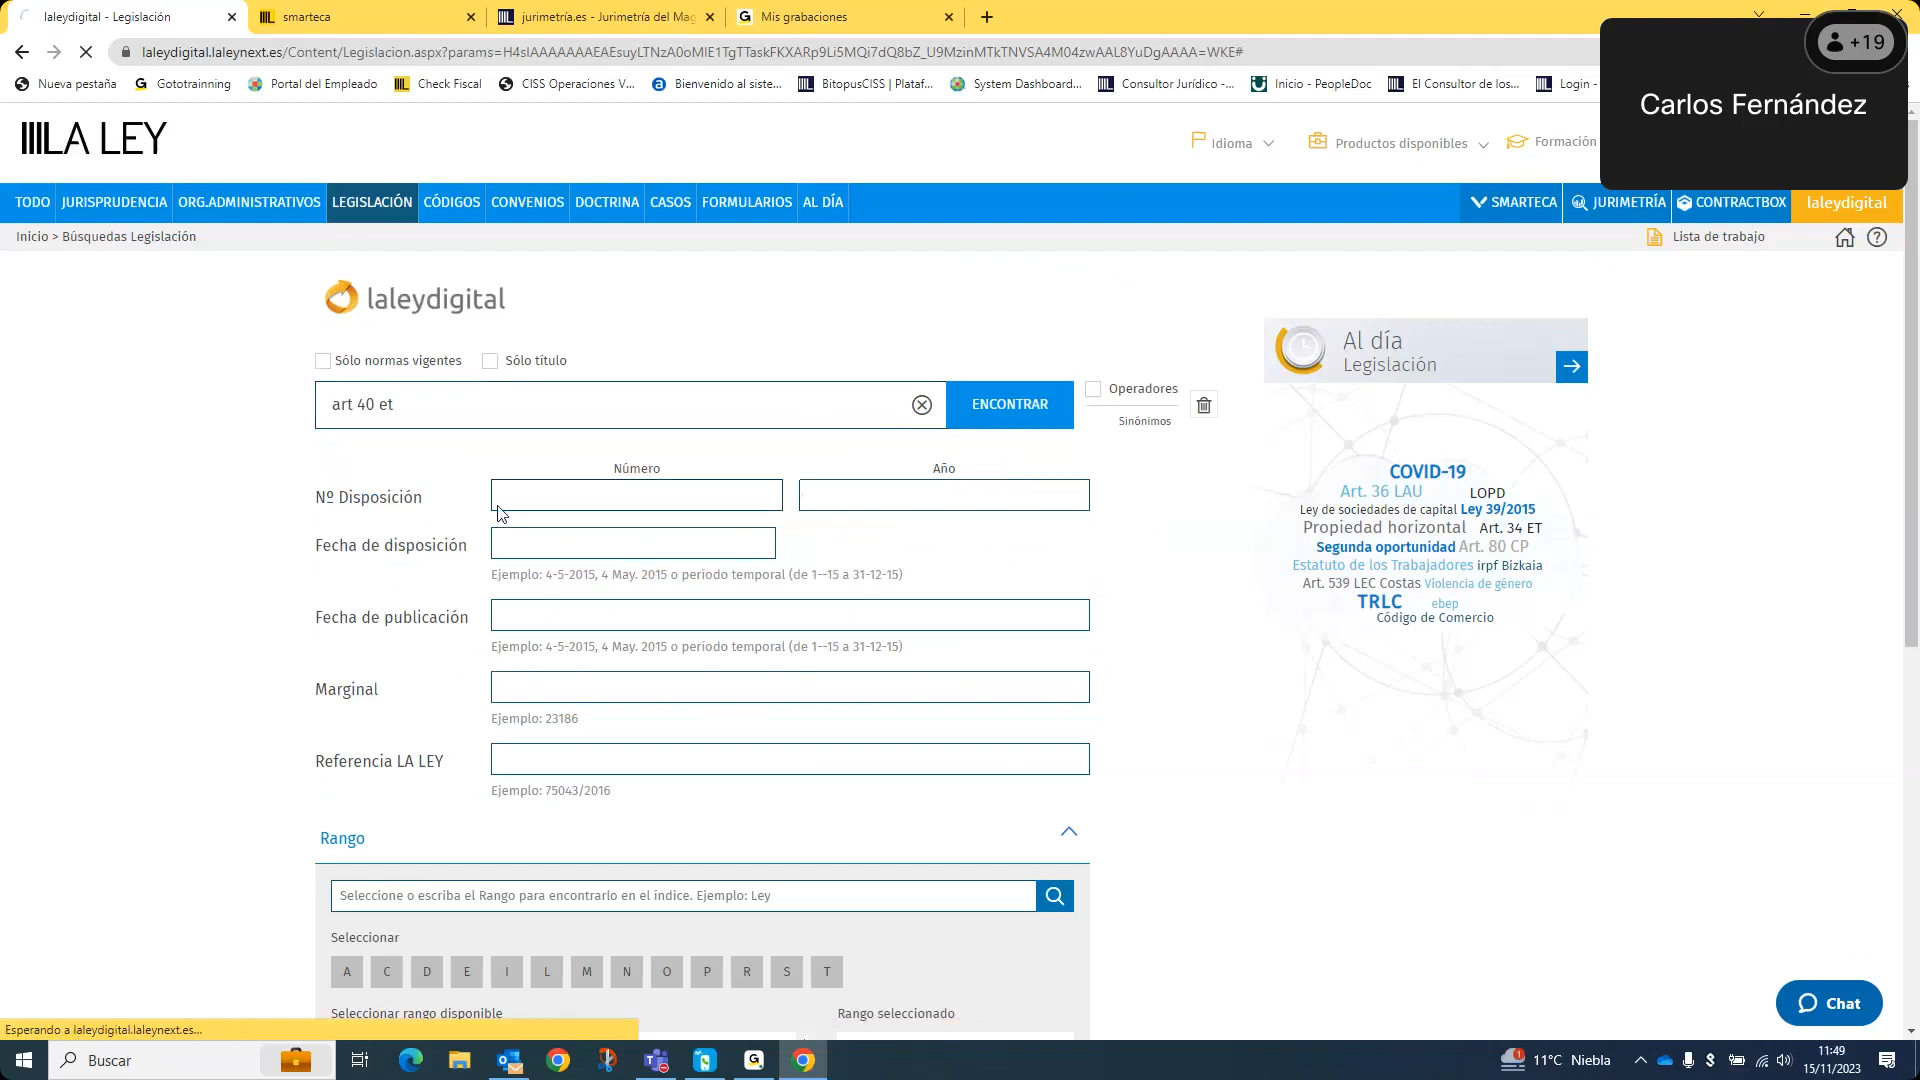 laleydigital - Legislación
smarteca
jurimetría.es - Jurimetría del Mag
Mis grabaciones
laleydigital.laleynext.es/Content/Legislacion.aspx?params=H4sIAAAAAAAEAEsuyLTNzA0oMIE1TgTTaskFKXARp9Li5MQi7dQ8bZ_U9MzinMTkTNVSA4M04zwAAL8YuDgAAAA=WKE#
Nueva pestaña
Gototrainning
Portal del Empleado
Check Fiscal
CISS Operaciones V...
Bienvenido al siste...
BitopusCISS | Plataf...
System Dashboard...
Consultor Jurídico -...
Inicio - PeopleDoc
El Consultor de los...
Login -
+19
Carlos Fernández
LA LEY
Idioma
Productos disponibles
Formación
TODO
JURISPRUDENCIA
ORG.ADMINISTRATIVOS
LEGISLACIÓN
CÓDIGOS
CONVENIOS
DOCTRINA
CASOS
FORMULARIOS
AL DÍA
SMARTECA
JURIMETRÍA
CONTRACTBOX
laleydigital
Inicio > Búsquedas Legislación
Lista de trabajo
laleydigital
Sólo normas vigentes
Sólo título
art 40 et
ENCONTRAR
Operadores
Sinónimos
Número
Año
Nº Disposición
Fecha de disposición
Ejemplo: 4-5-2015, 4 May. 2015 o período temporal (de 1--15 a 31-12-15)
Fecha de publicación
Ejemplo: 4-5-2015, 4 May. 2015 o período temporal (de 1--15 a 31-12-15)
Marginal
Ejemplo: 23186
Referencia LA LEY
Ejemplo: 75043/2016
Rango
Seleccione o escriba el Rango para encontrarlo en el índice. Ejemplo: Ley
Seleccionar
A C D E I L M N O P R S T
Seleccionar rango disponible
Rango seleccionado
Al día
Legislación
COVID-19
Art. 36 LAU LOPD
Ley de sociedades de capital Ley 39/2015
Propiedad horizontal Art. 34 ET
Segunda oportunidad Art. 80 CP
Estatuto de los Trabajadores irpf Bizkaia
Art. 539 LEC Costas Violencia de género
TRLC ebep
Código de Comercio
Chat
Esperando a laleydigital.laleynext.es...
Buscar
11°C Niebla
11:49
15/11/2023